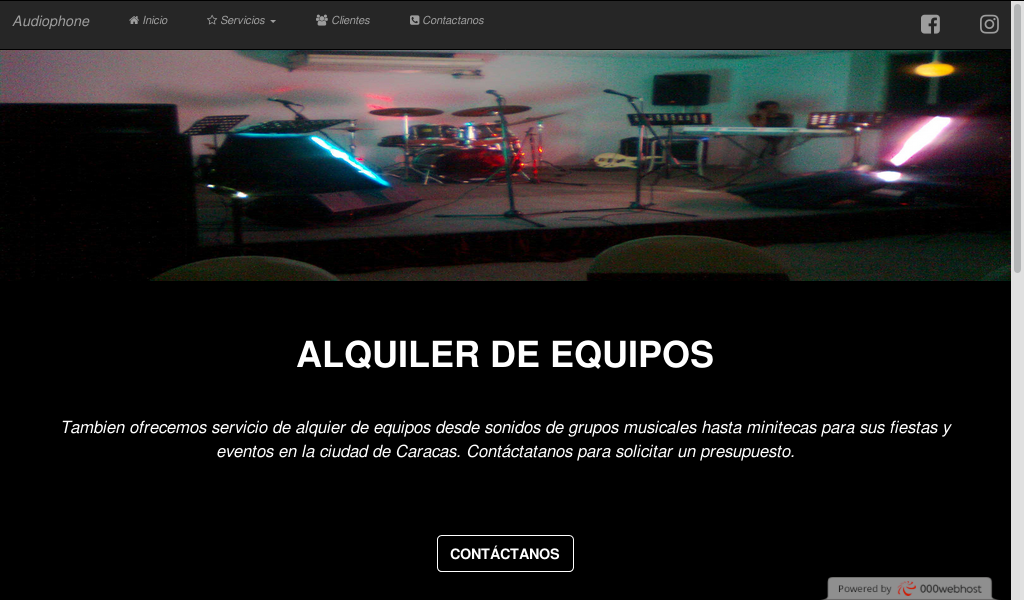 Audiophone
Inicio
Servicios
Clientes
Contactanos
ALQUILER DE EQUIPOS
Tambien ofrecemos servicio de alquier de equipos desde sonidos de grupos musicales hasta minitecas para sus fiestas y
eventos en la ciudad de Caracas. Contáctatanos para solicitar un presupuesto.
CONTÁCTANOS
Powered by 000webhost